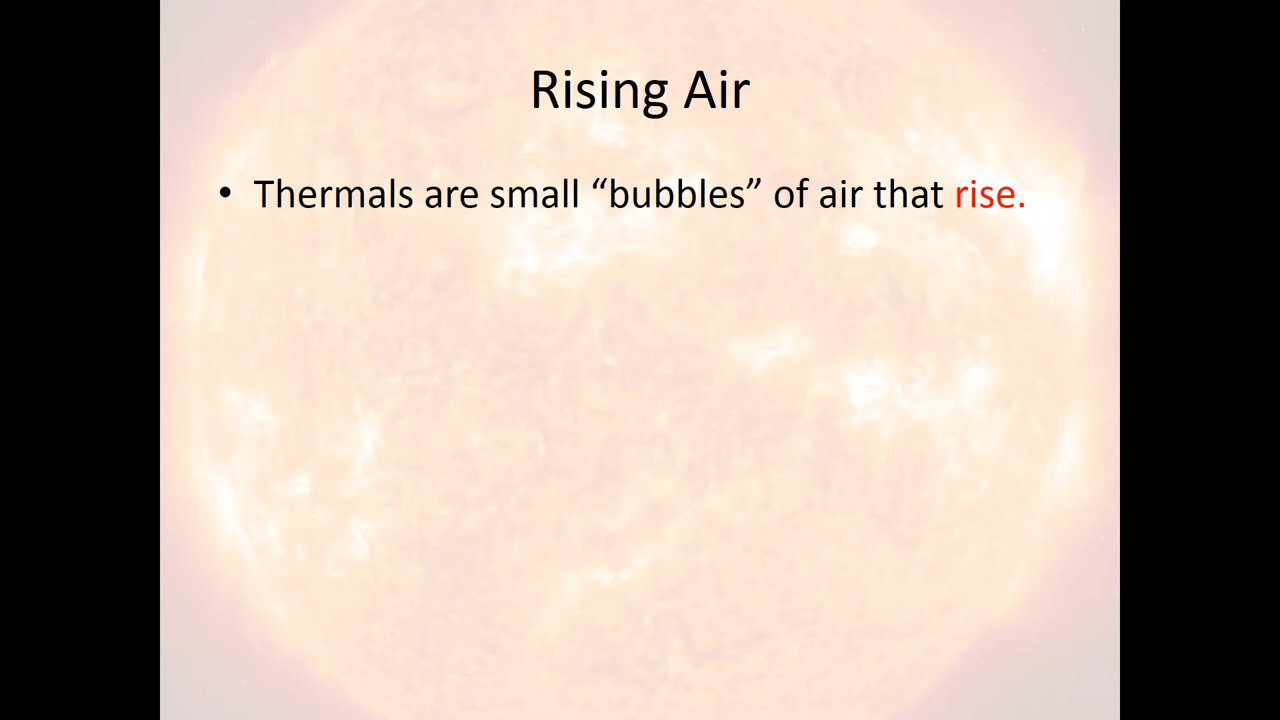 Rising Air
• Thermals are small “bubbles” of air that rise.